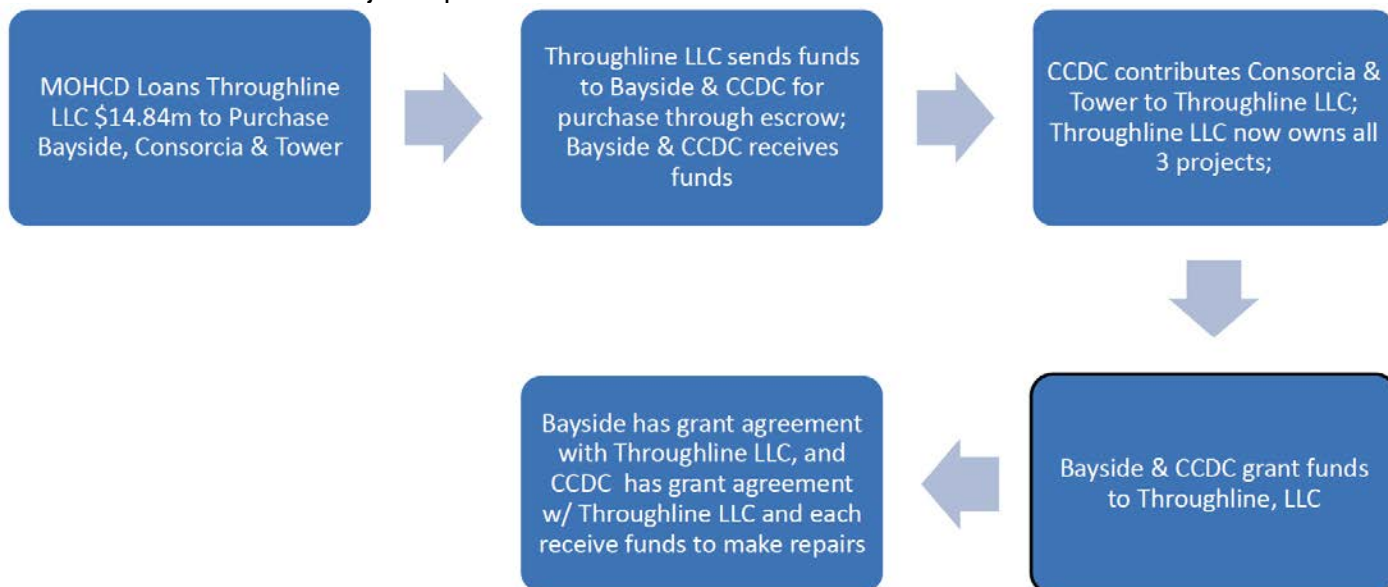 MOHCD Loans Throughline
LLC $14.84m to Purchase
Bayside, Consorcia & Tower
Throughline LLC sends funds
to Bayside & CCDC for
purchase through escrow;
Bayside & CCDC receives
funds
CCDC contributes Consorcia &
Tower to Throughline LLC;
Throughline LLC now owns all
3 projects;
Bayside & CCDC grant funds
to Throughline, LLC
Bayside has grant agreement
with Throughline LLC, and
CCDC has grant agreement
w/ Throughline LLC and each
receive funds to make repairs